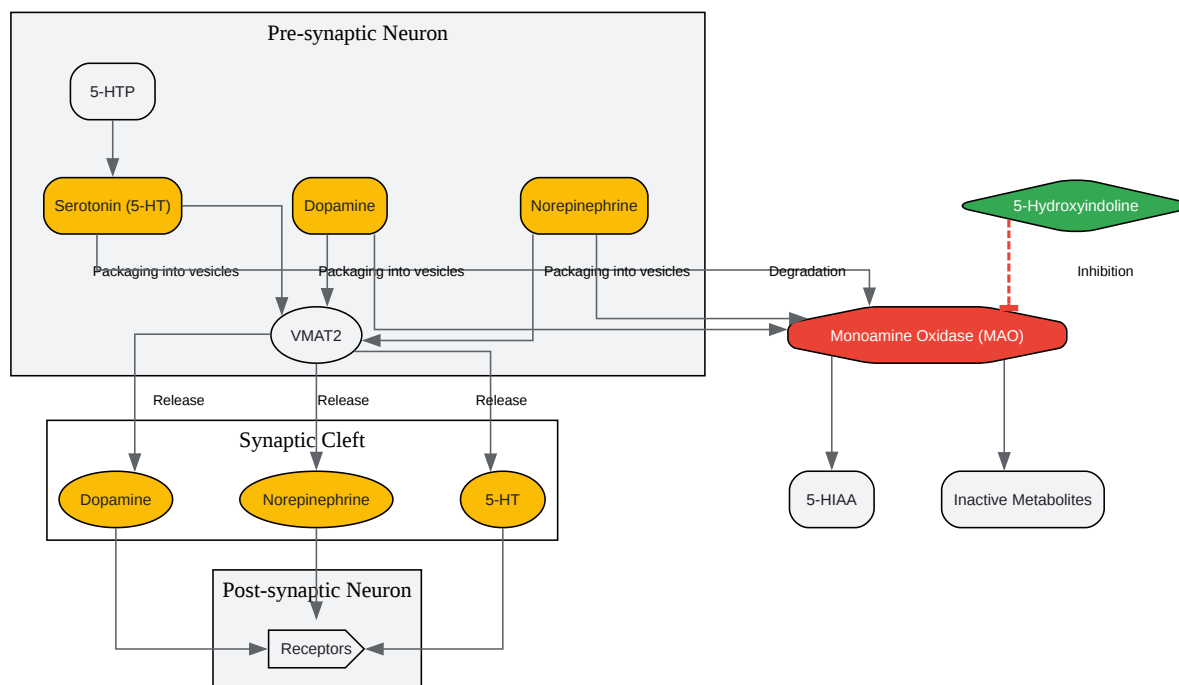 Pre-synaptic Neuron
5-HTP
Serotonin (5-HT)
Dopamine
Norepinephrine
5-Hydroxyindoline
Packaging into vesicles
Packaging into vesicles
Packaging into vesicles
Degradation
Inhibition
VMAT2
Monoamine Oxidase (MAO)
Release
Release
Release
Synaptic Cleft
Dopamine
Norepinephrine
5-HT
5-HIAA
Inactive Metabolites
Post-synaptic Neuron
Receptors